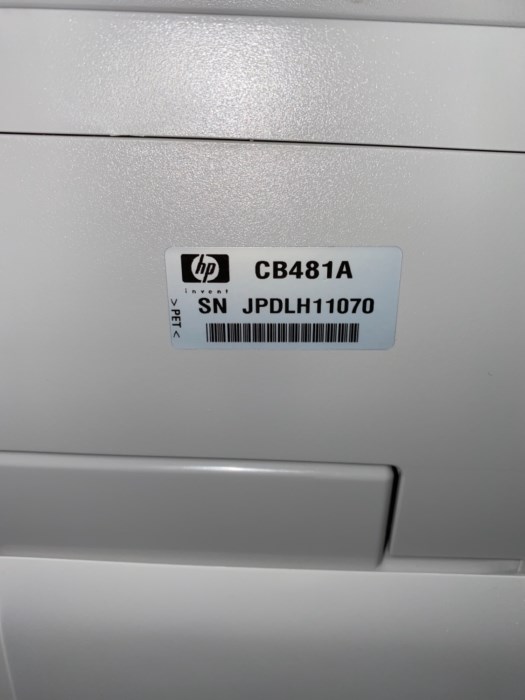 hp CB481A
invent
SN JPDLH11070
> PET <